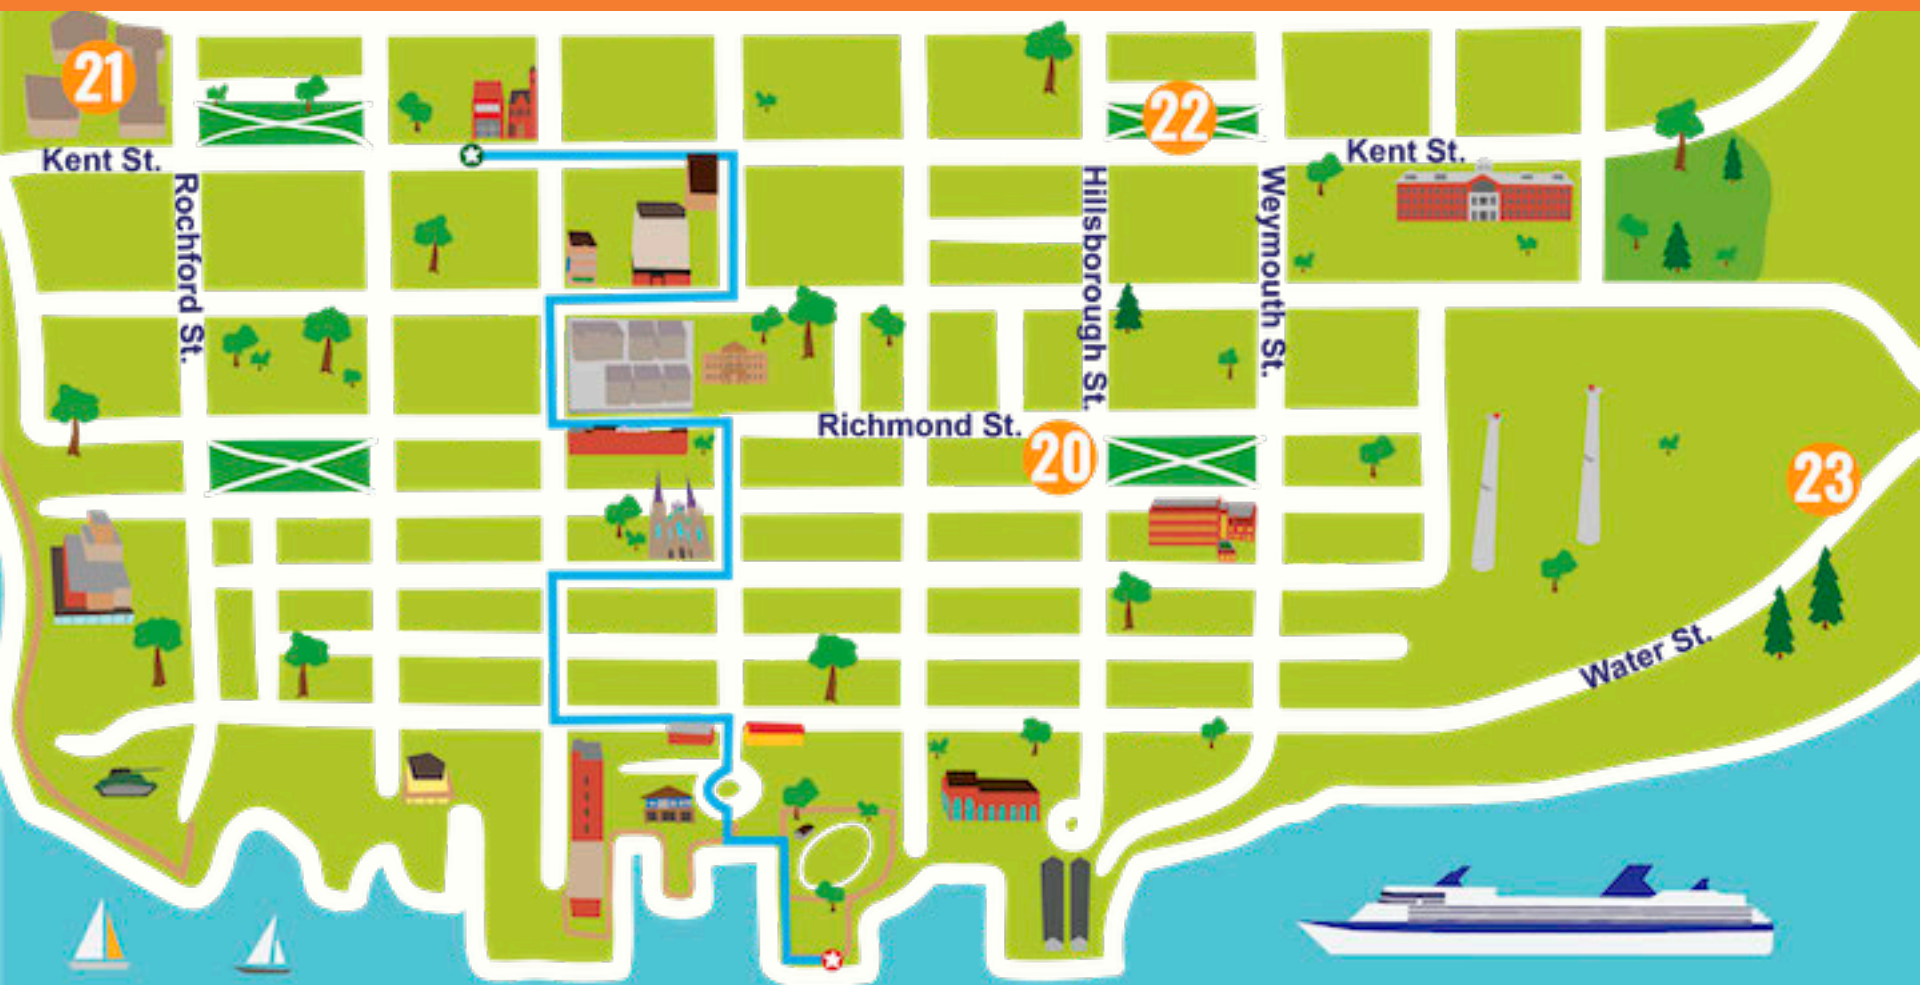 21
22
Kent St.
Kent St.
Rochford St.
Hillsborough St.
Weymouth St.
Richmond St.
20
23
Water St.